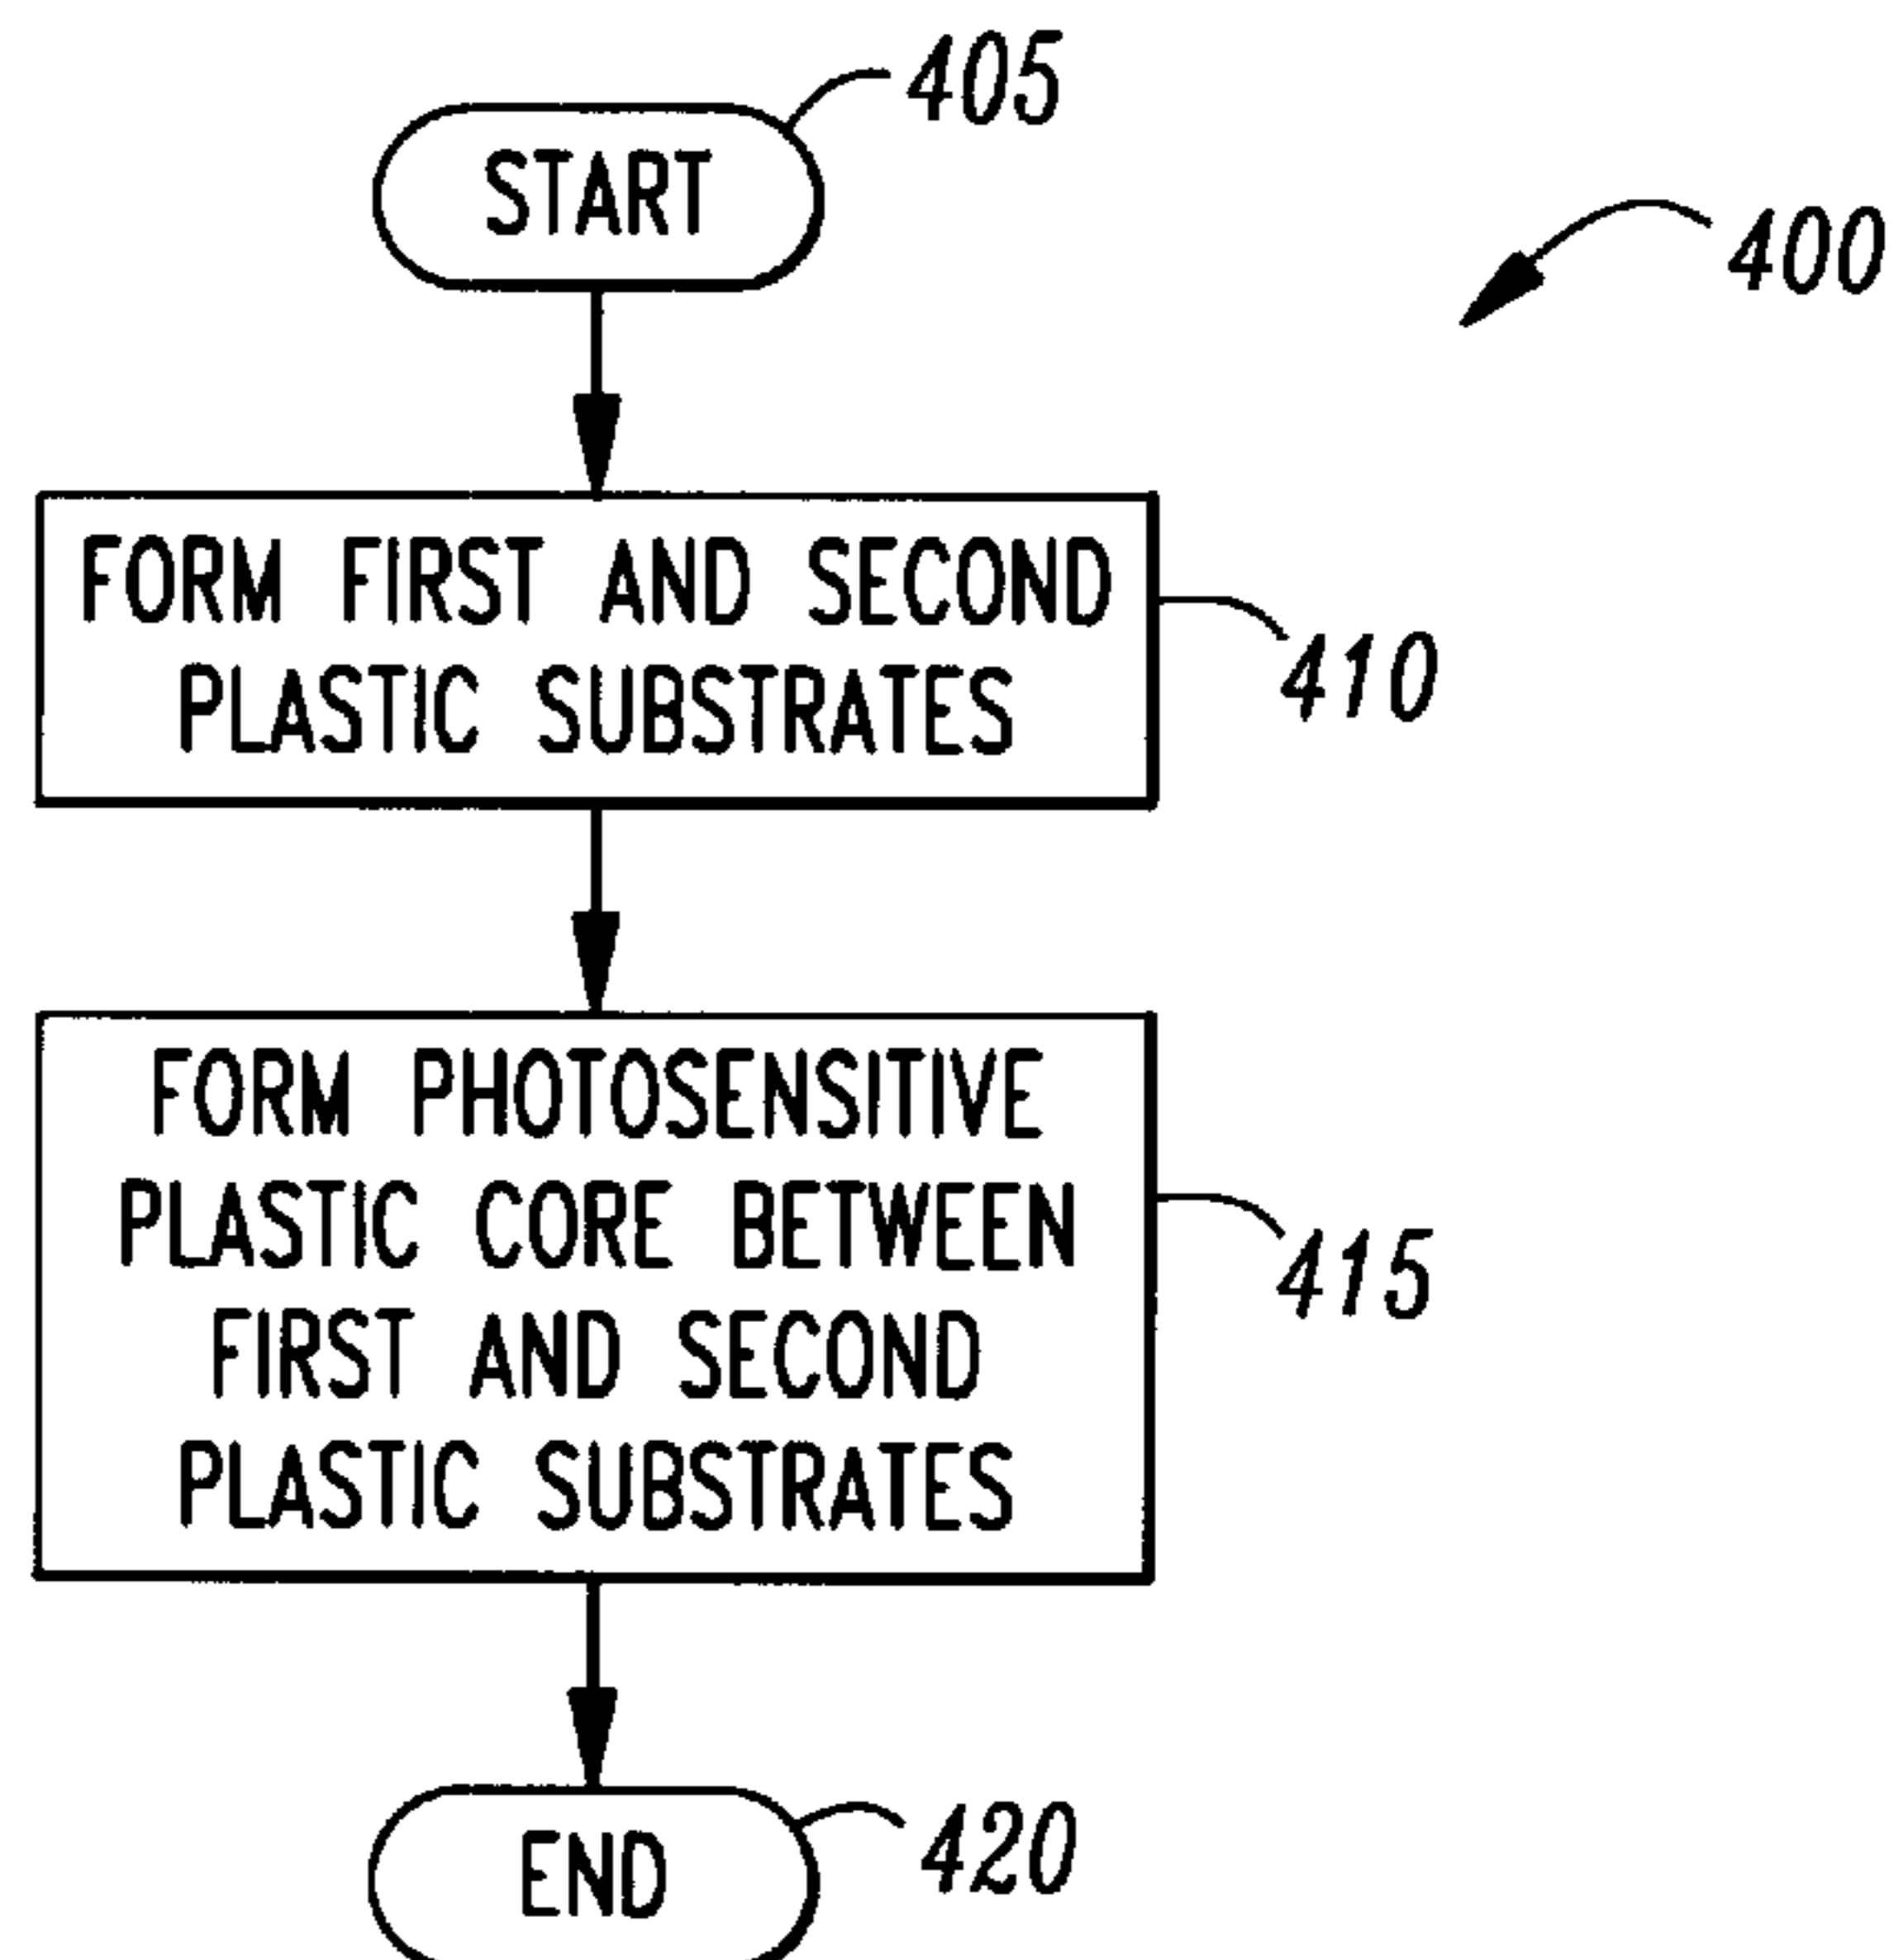 405
START
400
FORM FIRST AND SECOND
PLASTIC SUBSTRATES
410
FORM PHOTOSENSITIVE
PLASTIC CORE BETWEEN
FIRST AND SECOND
PLASTIC SUBSTRATES
415
END
420